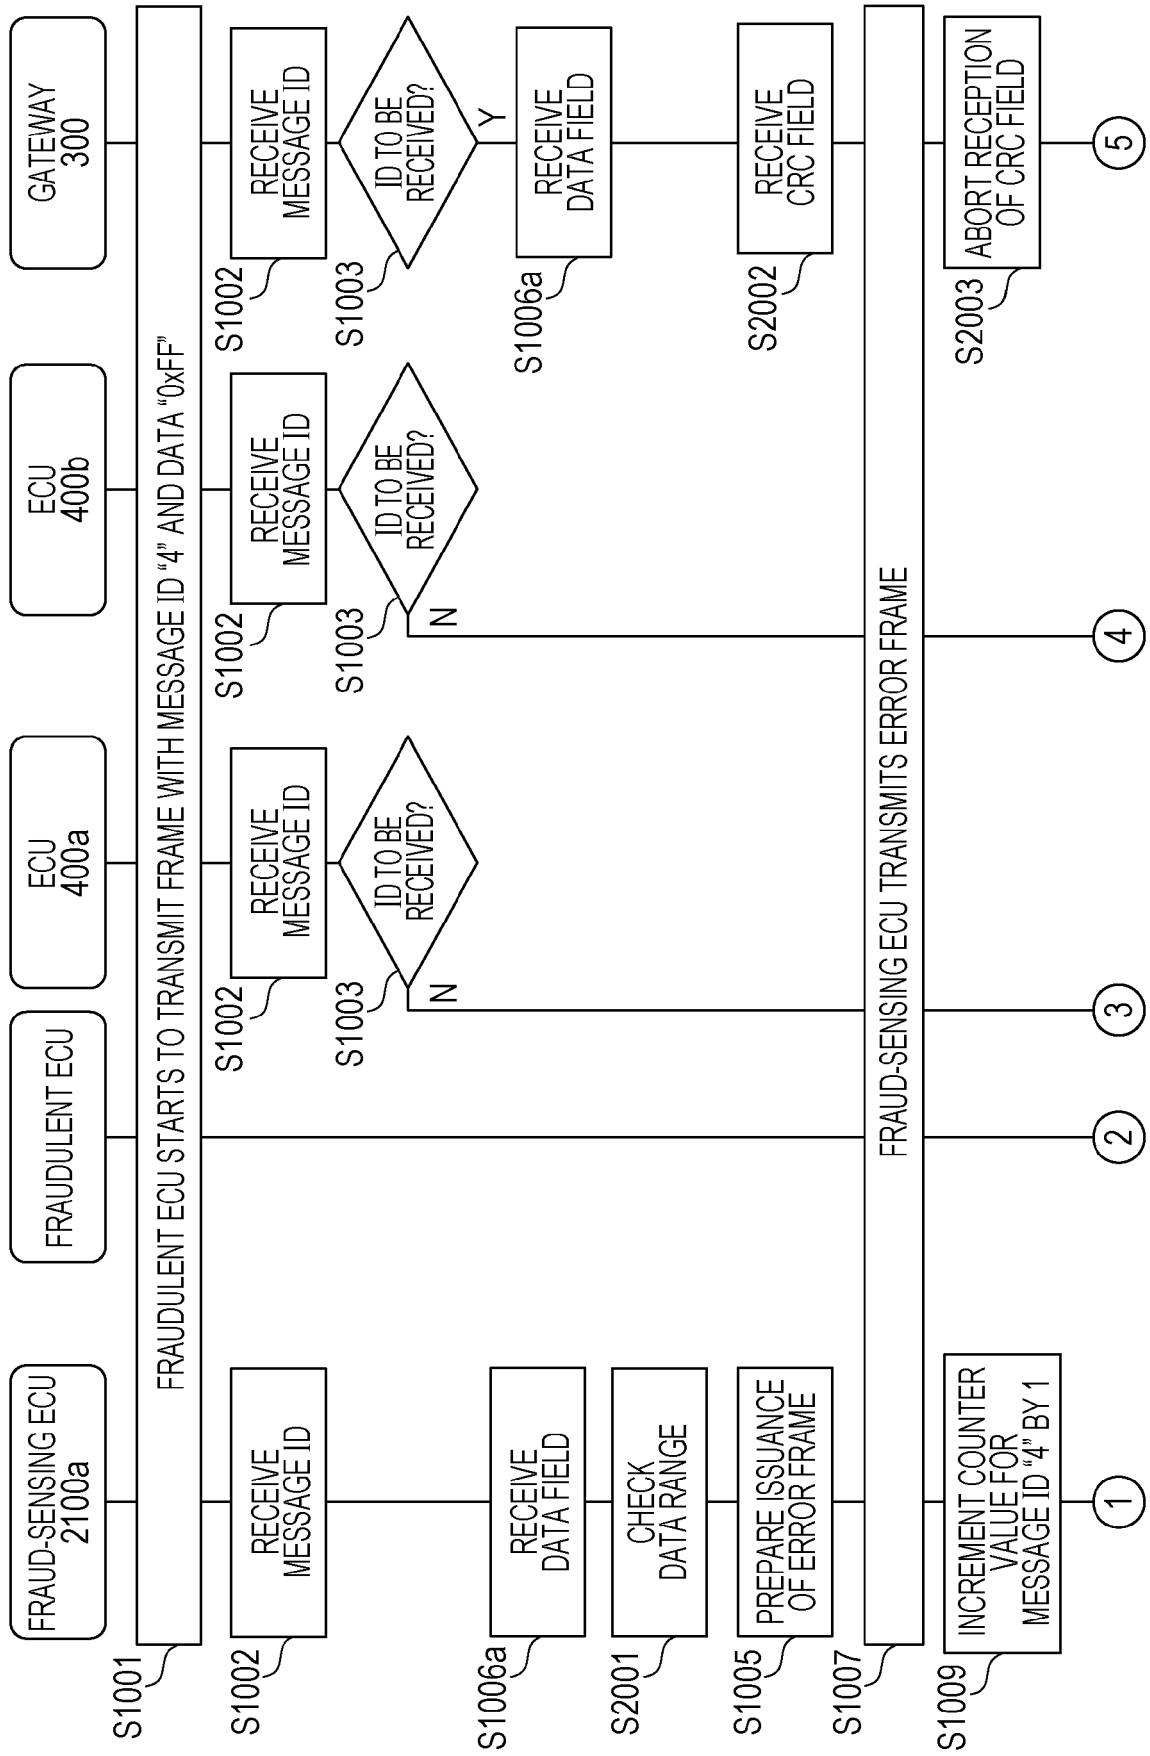 FRAUD-SENSING ECU
2100a
FRAUDULENT ECU
ECU
400a
ECU
400b
GATEWAY
300
S1001
FRAUDULENT ECU STARTS TO TRANSMIT FRAME WITH MESSAGE ID “4” AND DATA “0xFF”
S1002
RECEIVE
MESSAGE ID
S1002
RECEIVE
MESSAGE ID
S1002
RECEIVE
MESSAGE ID
S1002
RECEIVE
MESSAGE ID
S1003
ID TO BE
RECEIVED?
N
S1003
ID TO BE
RECEIVED?
N
S1003
ID TO BE
RECEIVED?
Y
S1006a
RECEIVE
DATA FIELD
S1006a
RECEIVE
DATA FIELD
S2001
CHECK
DATA RANGE
S1005
PREPARE ISSUANCE
OF ERROR FRAME
S2002
RECEIVE
CRC FIELD
S1007
FRAUD-SENSING ECU TRANSMITS ERROR FRAME
S1009
INCREMENT COUNTER
VALUE FOR
MESSAGE ID “4” BY 1
S2003
ABORT RECEPTION
OF CRC FIELD
1
2
3
4
5